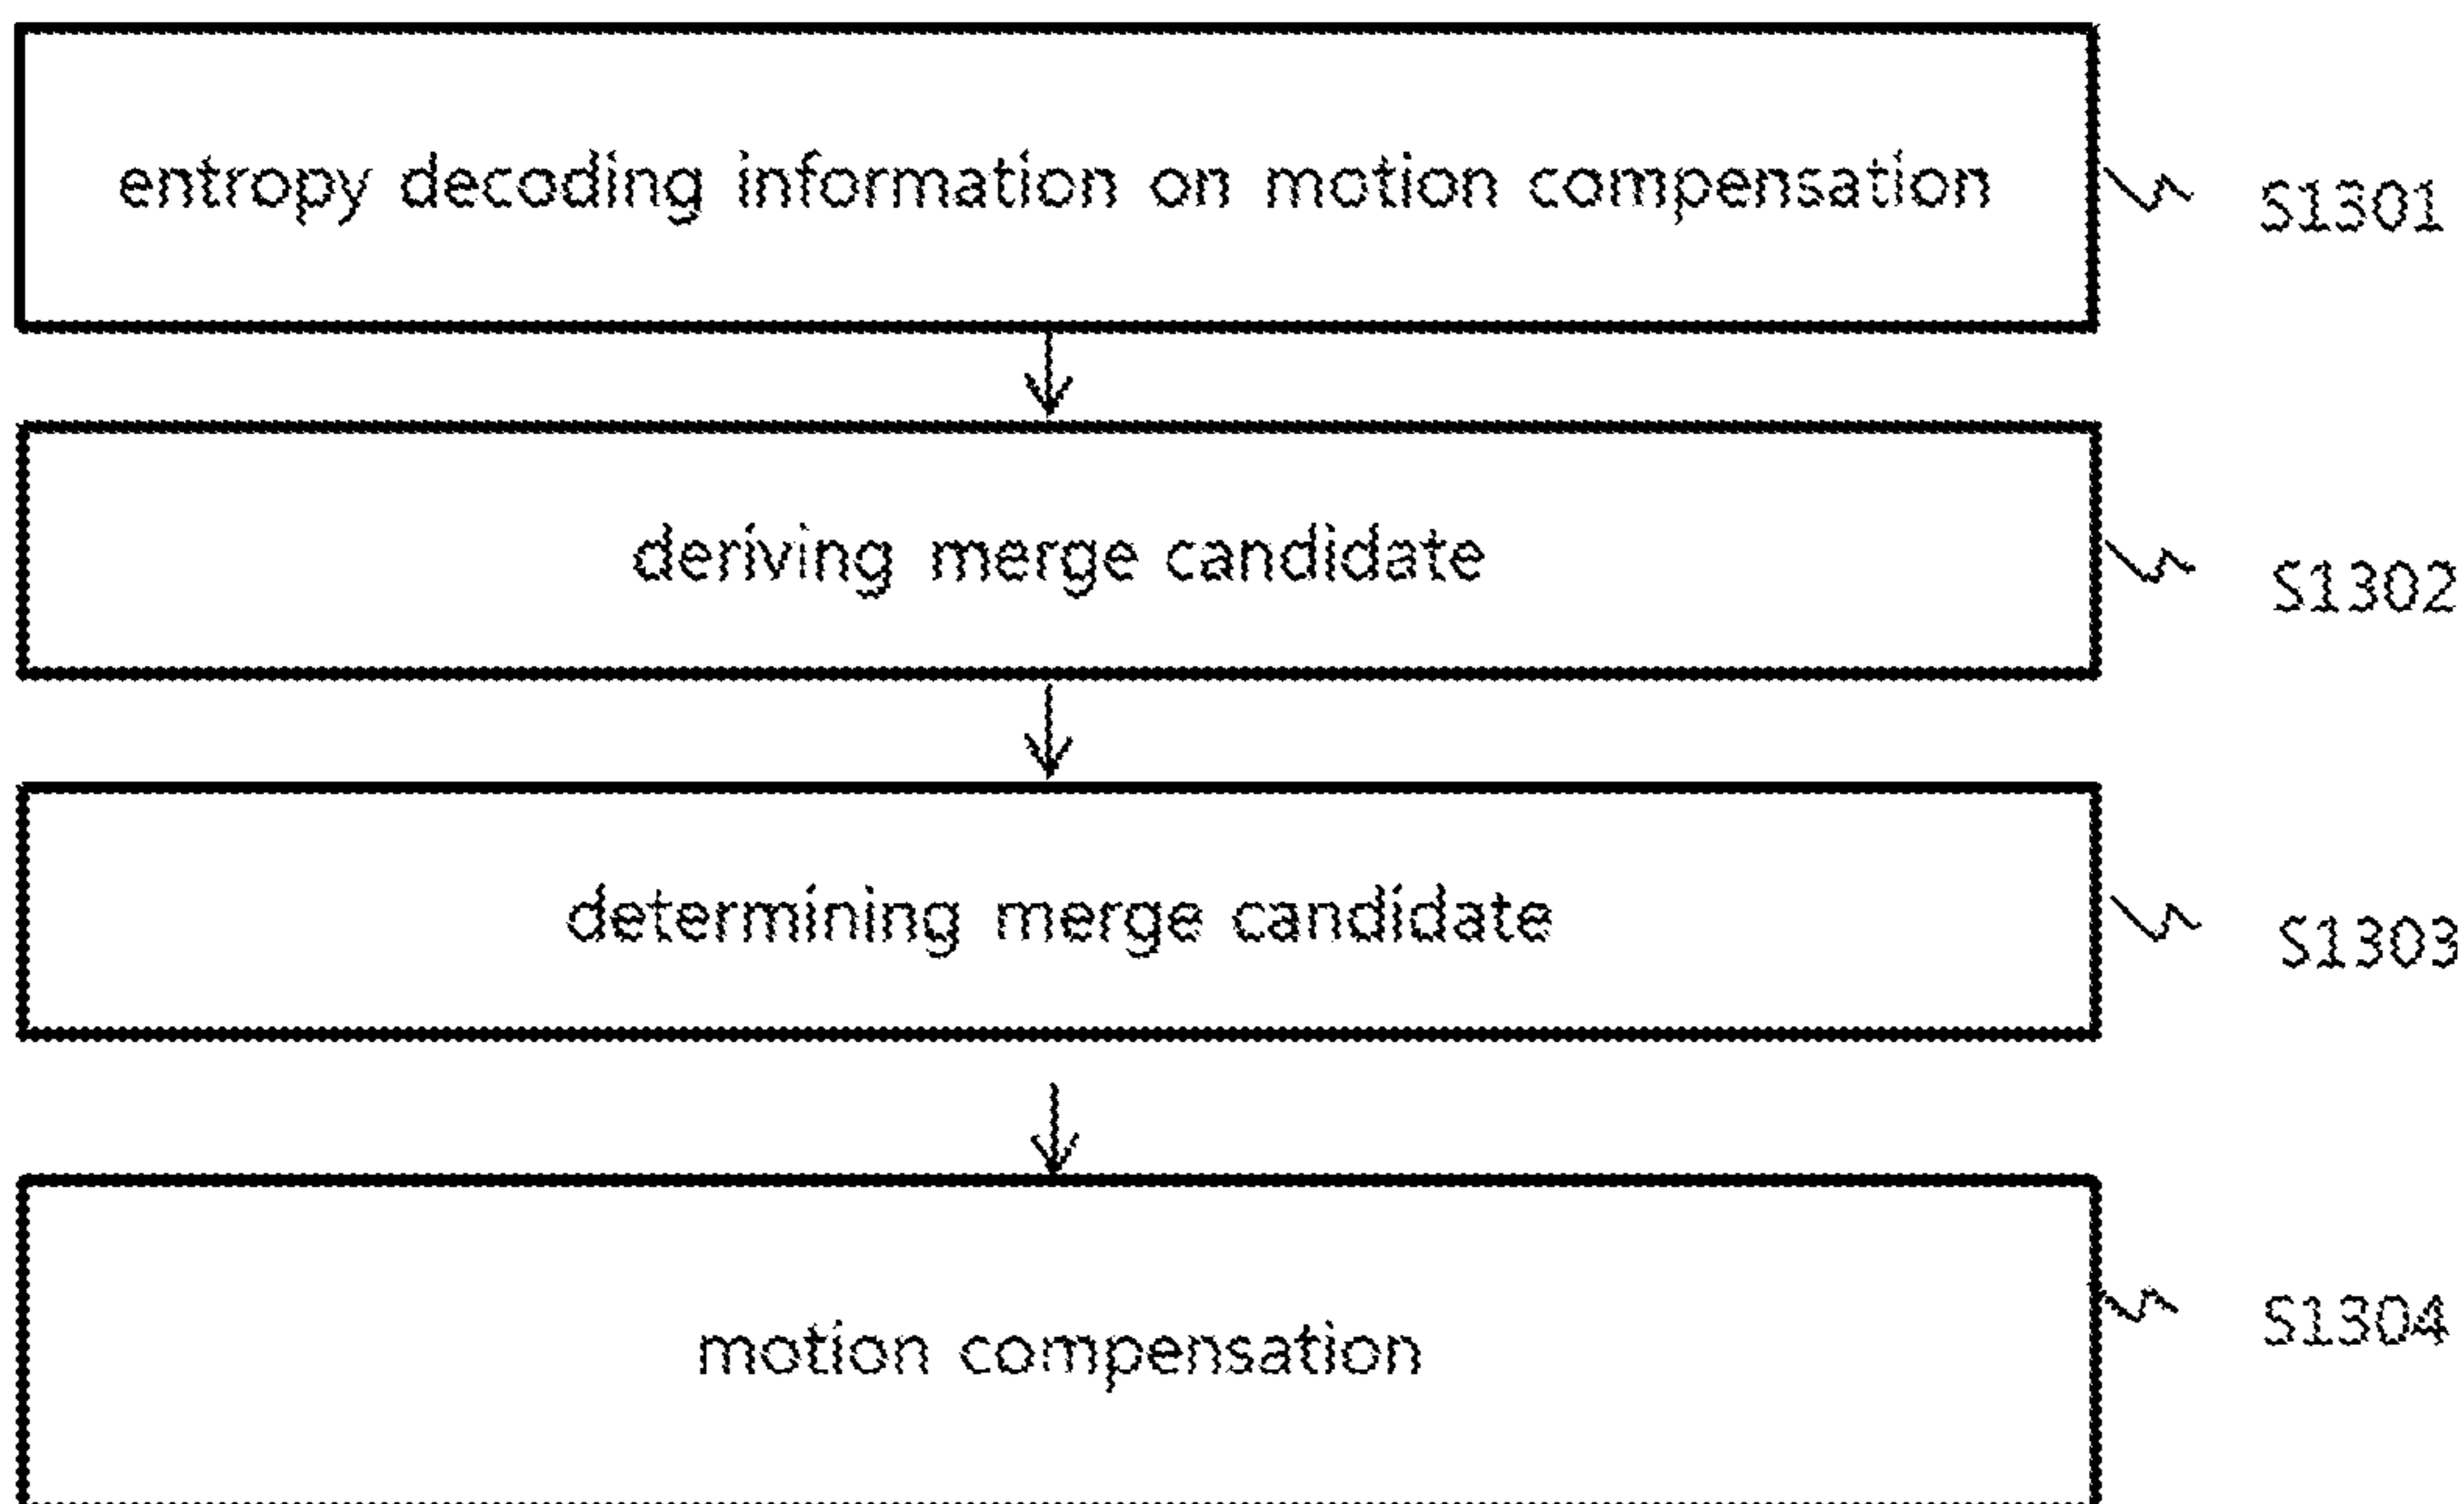 entropy decoding information on motion compensation
S1301
deriving merge candidate
S1302
determining merge candidate
S1303
motion compensation
S1304